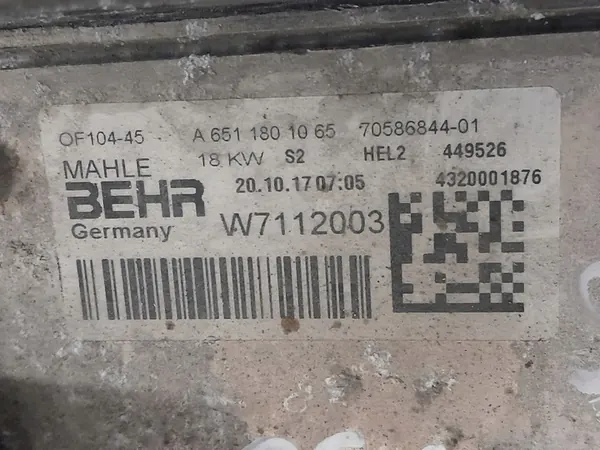 OF104-45 A 651 180 10 65 70586844-01
MAHLE 18 KW S2 HEL2 449526
BEHR 20.10.17 07:05 4320001876
Germany W7112003